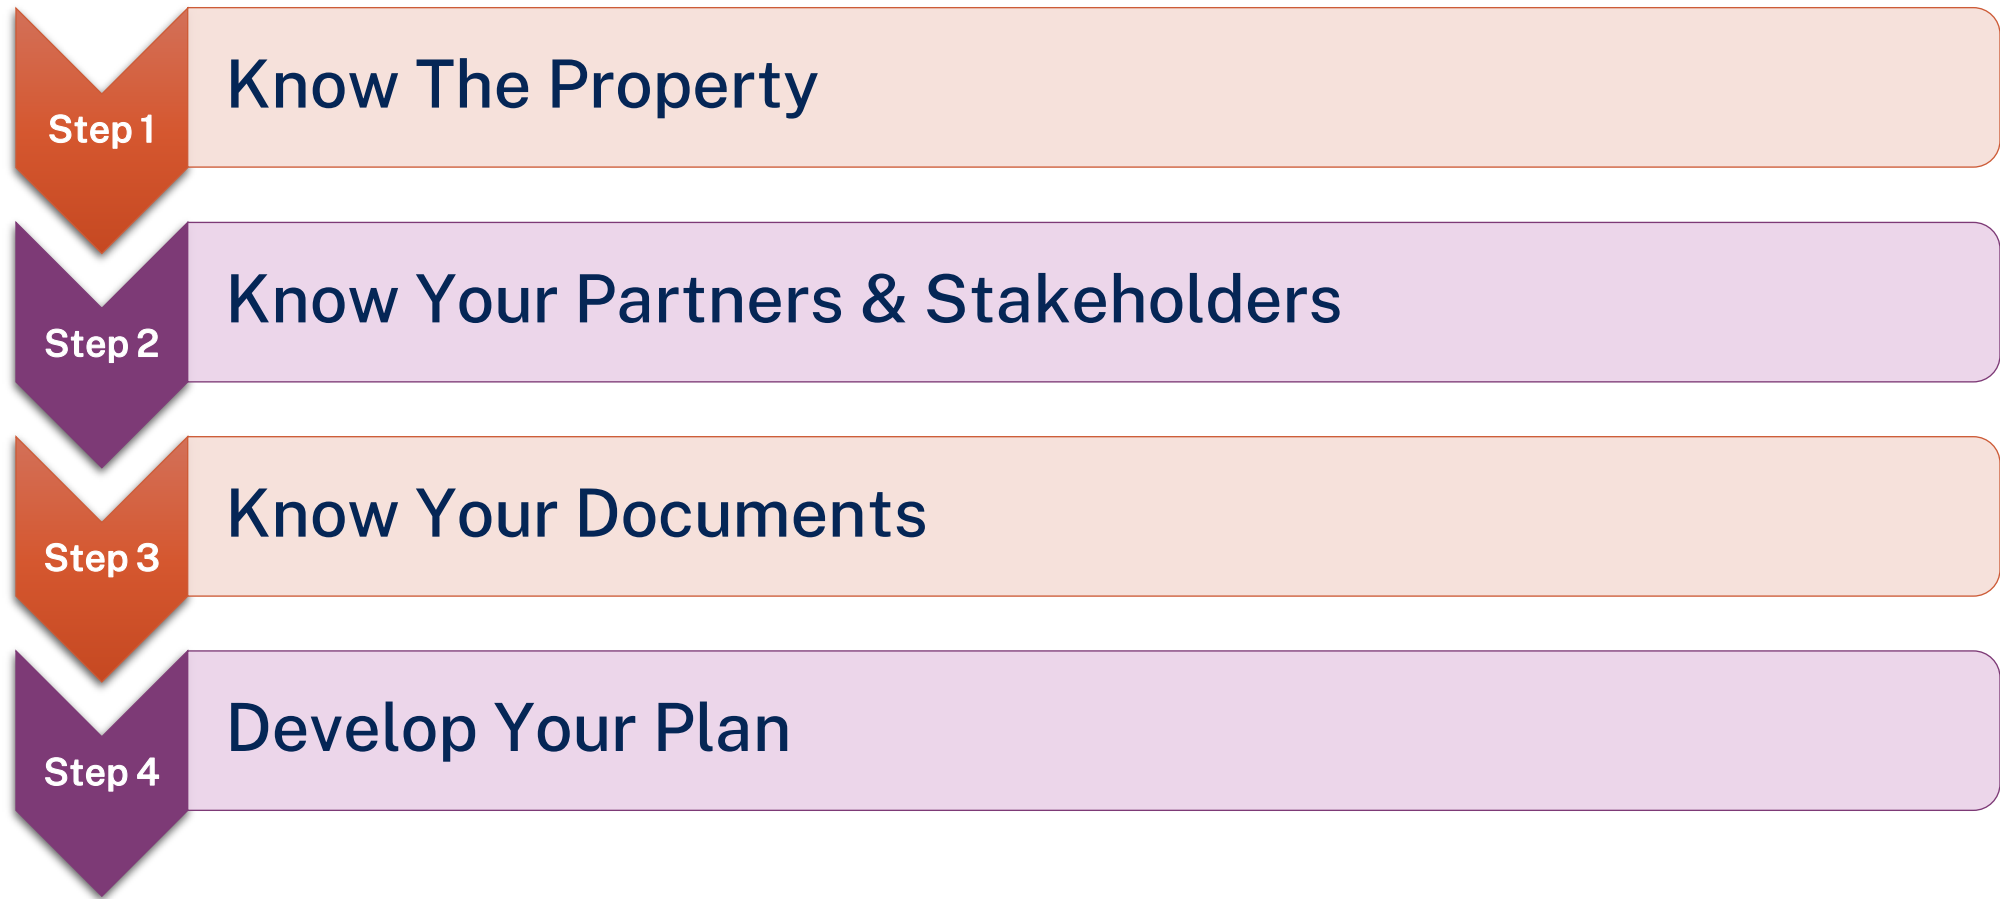 Step 1
Know The Property
Step 2
Know Your Partners & Stakeholders
Step 3
Know Your Documents
Step 4
Develop Your Plan